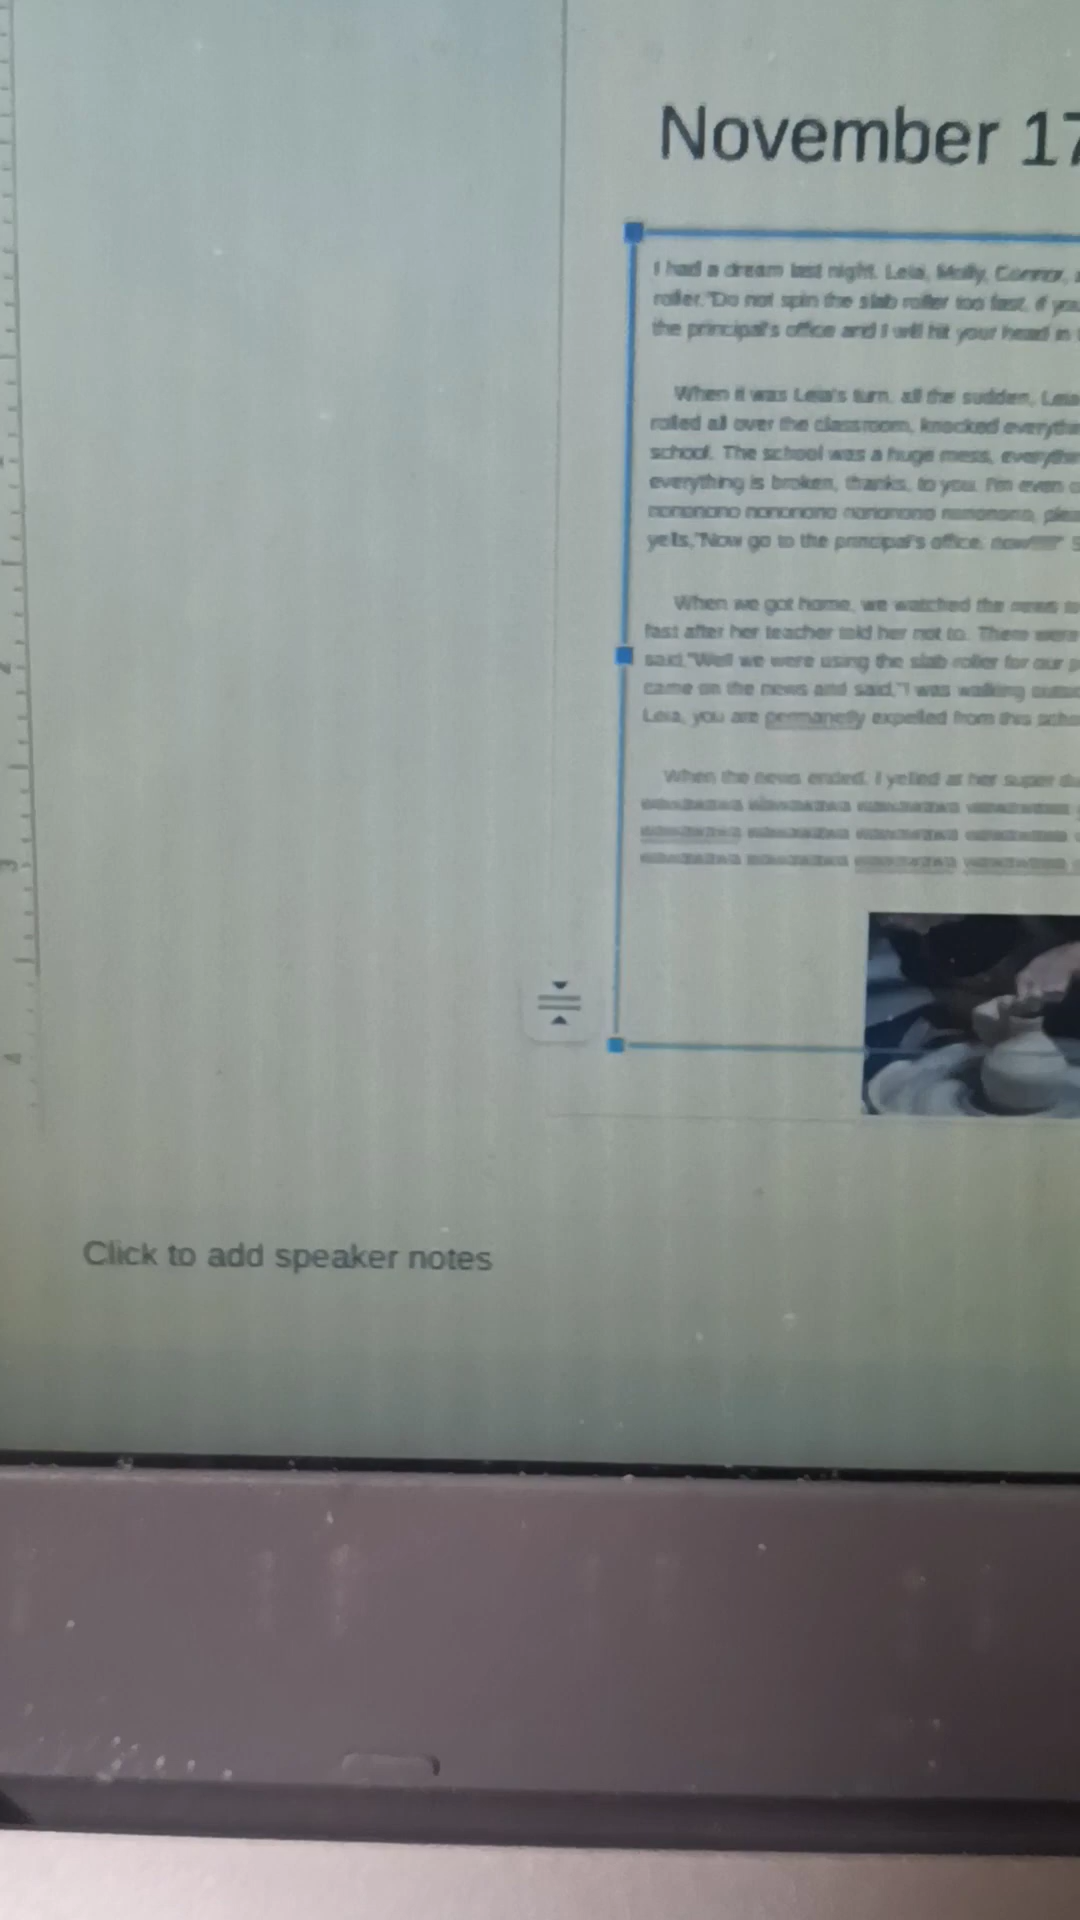 November 17
I had a dream last night. Leia, Molly, Connor,
roller."Do not spin the slab roller too fast, if you
the principal's office and I will hit your head in
When it was Leia's turn, all the sudden, Leia
rolled all over the classroom, knocked everythin
school. The school was a huge mess, everythin
everything is broken, thanks, to you. I'm even
nononono nononono nononono nononono, plea
yells,"Now go to the principal's office, now!!!!!"
When we got home, we watched the news
fast after her teacher told her not to. There were
said,"Well we were using the slab roller for our
came on the news and said,"I was walking
Leia, you are permanetly expelled from this scho
When the news ended, I yelled at her super
1
2
3
4
Click to add speaker notes